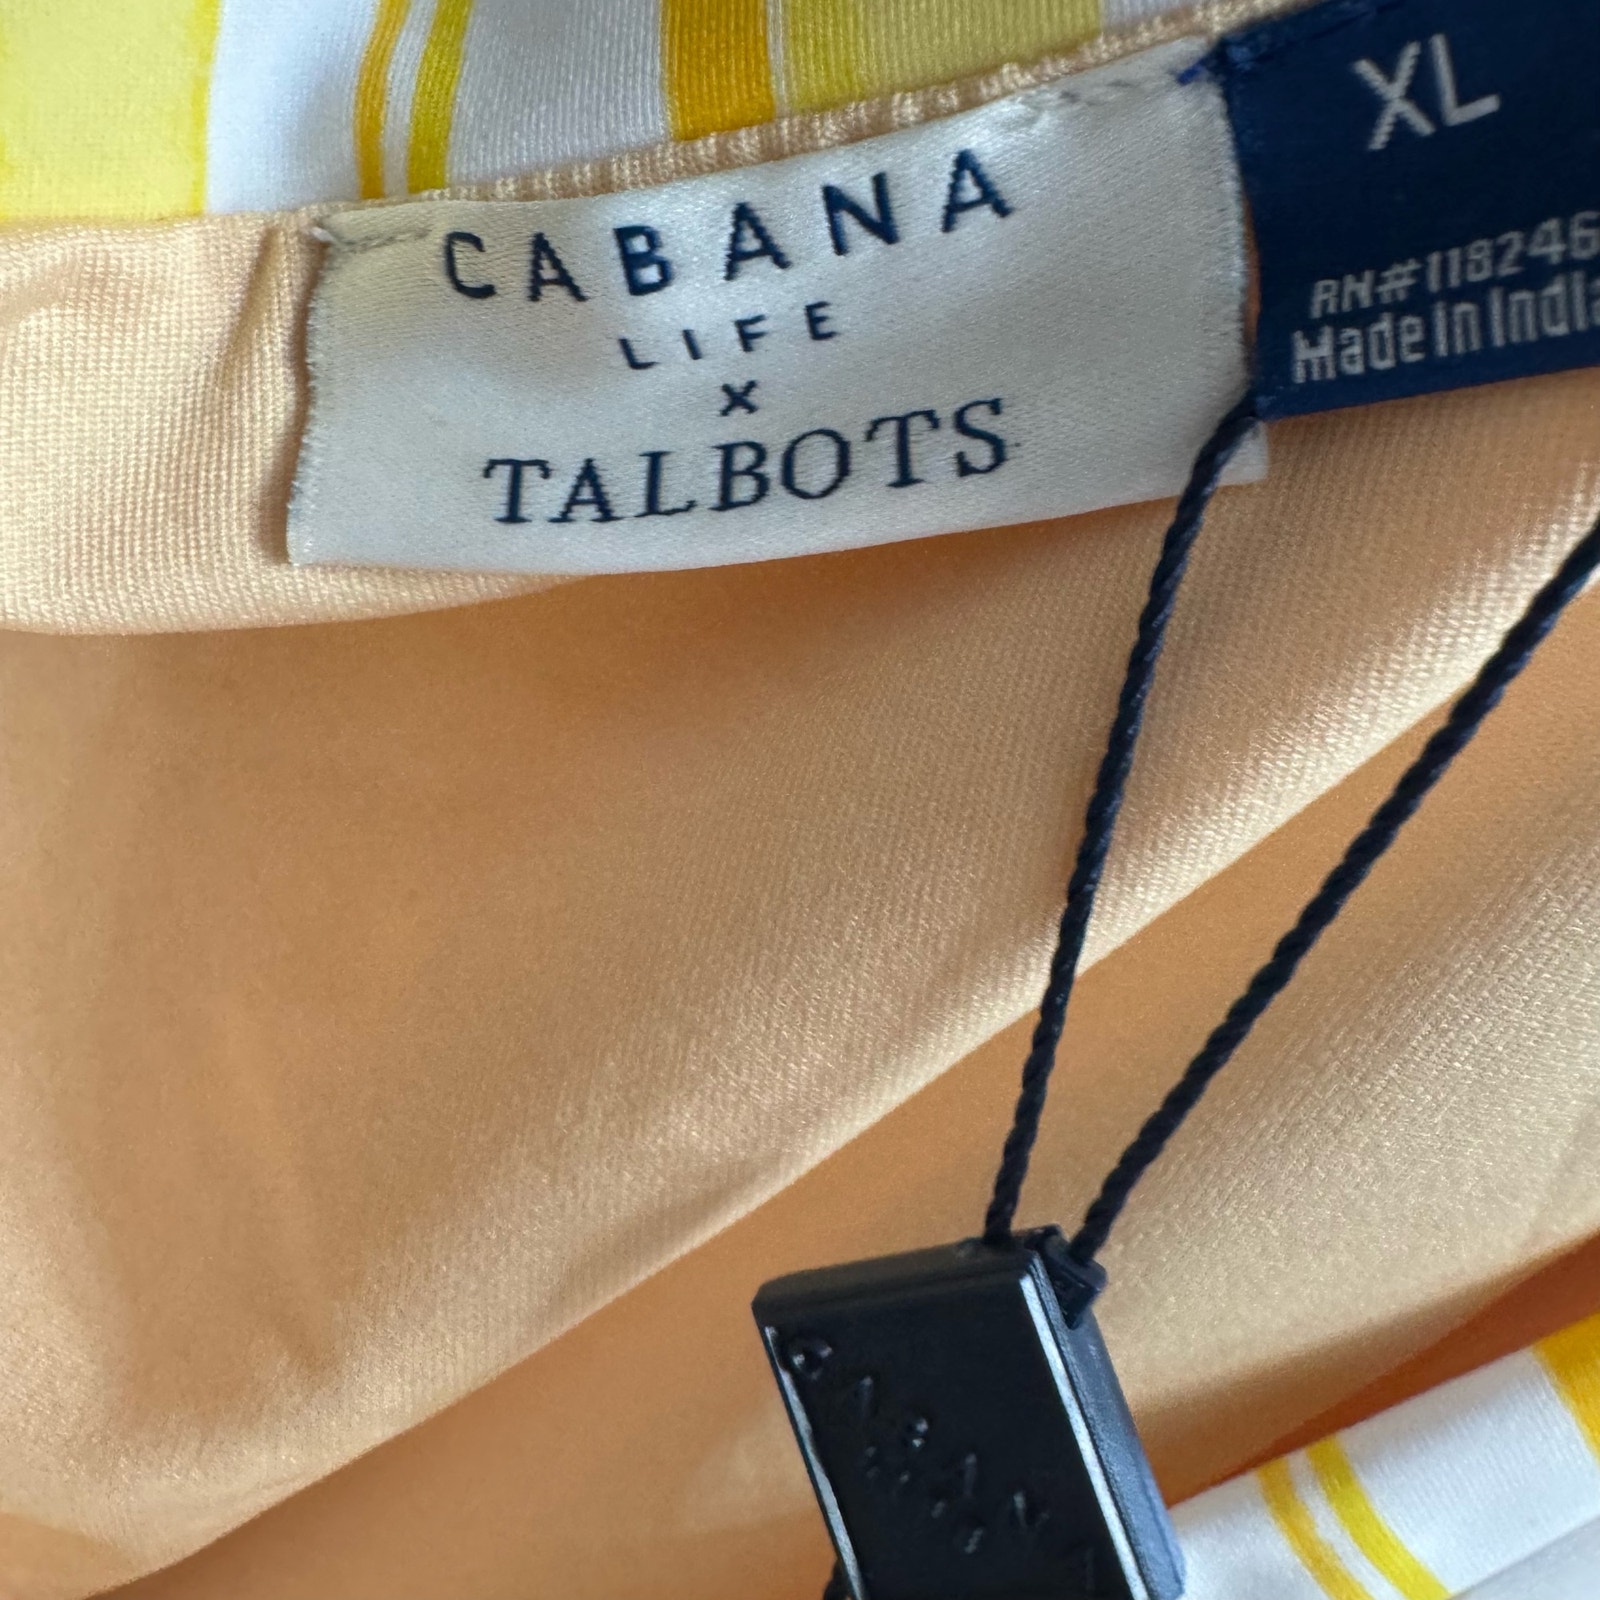 CABANA
LIFE
X
TALBOTS
XL
RN#118246
Made in India